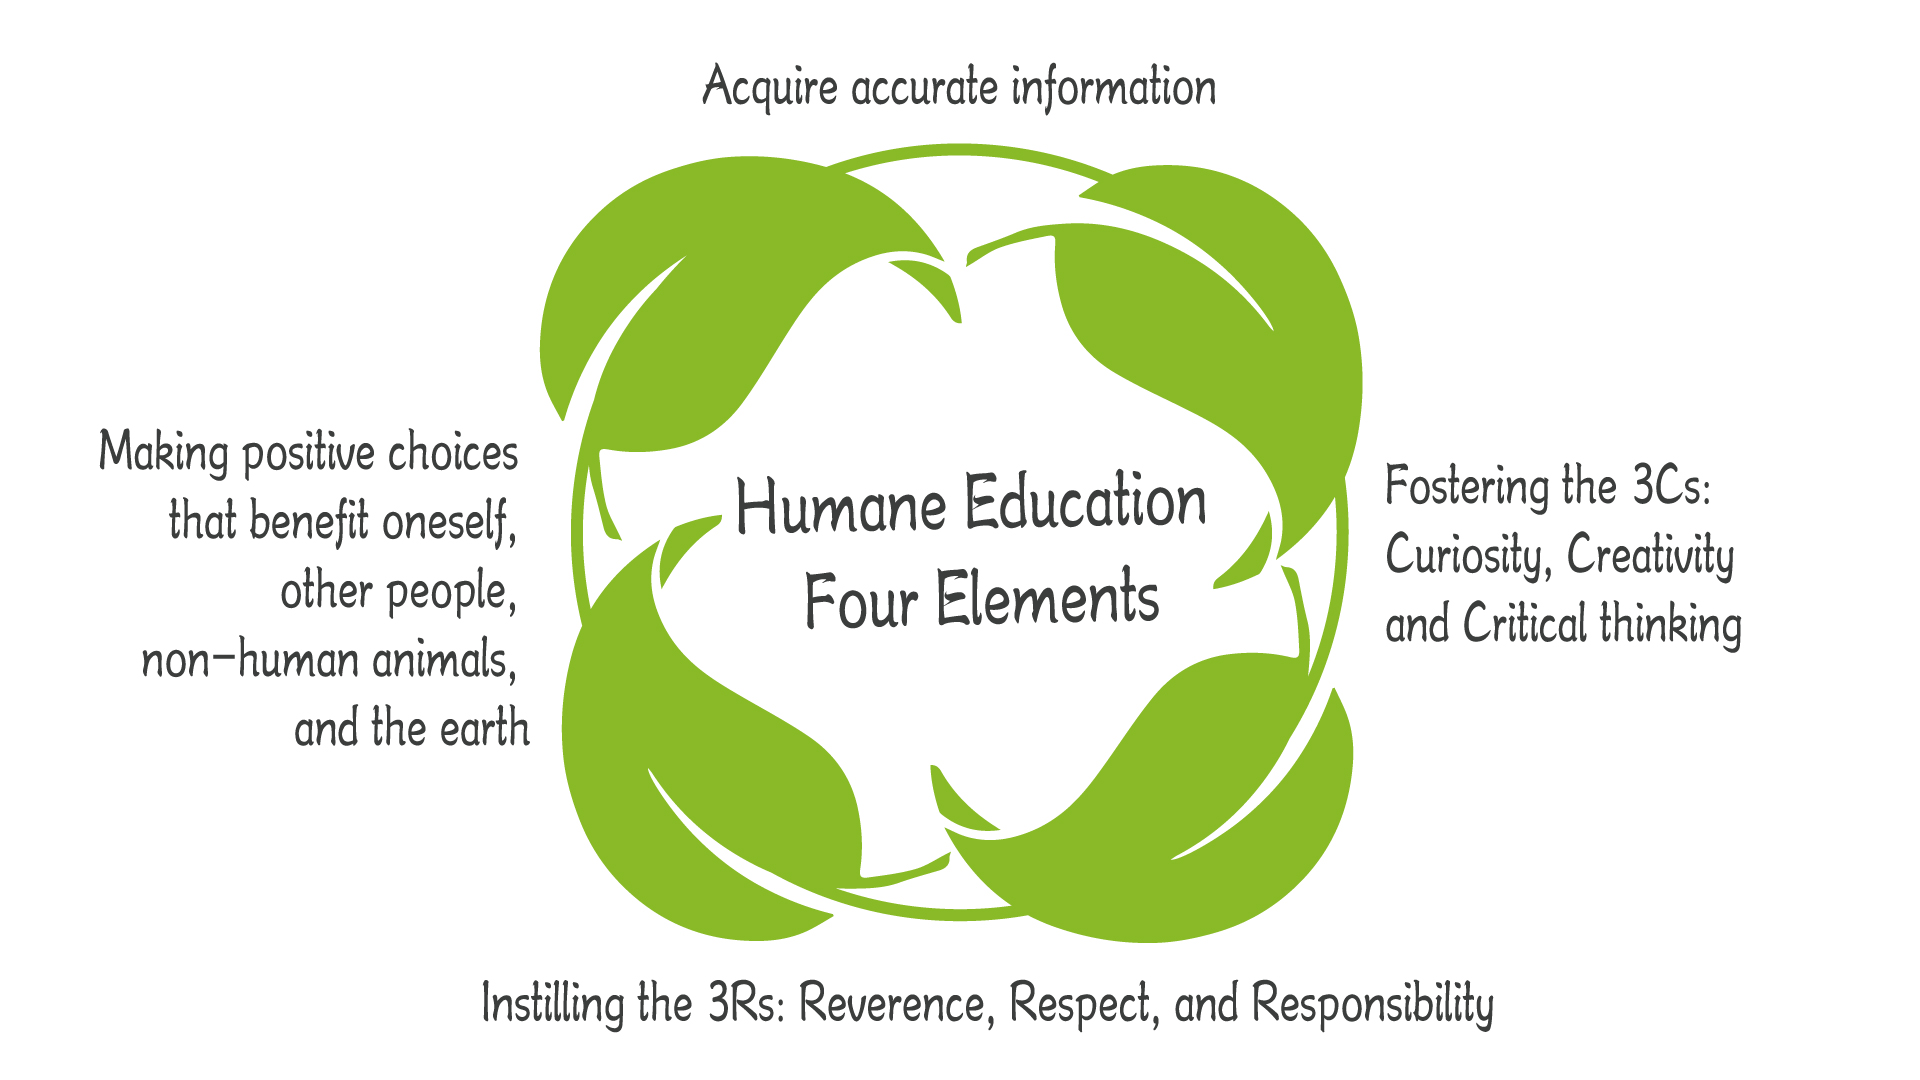 Acquire accurate information
Making positive choices
that benefit oneself,
other people,
non-human animals,
and the earth
Humane Education
Four Elements
Fostering the 3Cs:
Curiosity, Creativity
and Critical thinking
Instilling the 3Rs: Reverence, Respect, and Responsibility